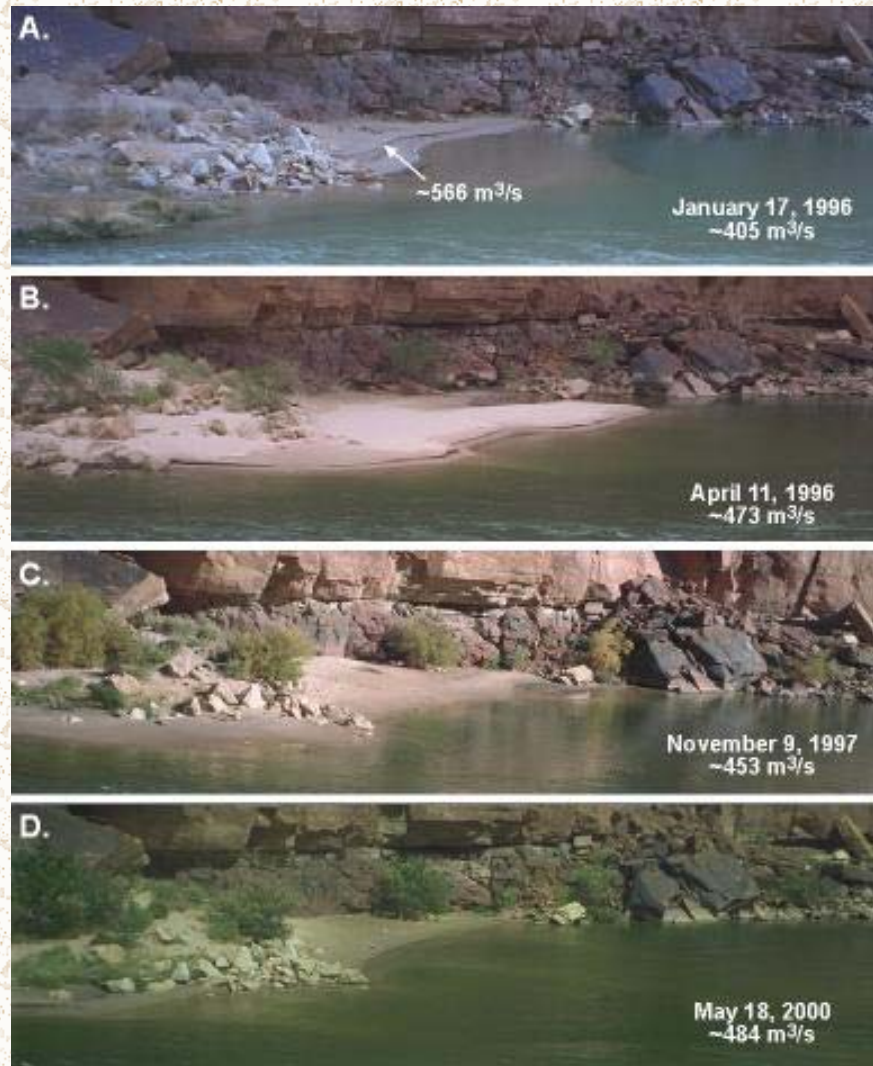 A.
~566 m³/s
January 17, 1996
~405 m³/s
B.
April 11, 1996
~473 m³/s
C.
November 9, 1997
~453 m³/s
D.
May 18, 2000
~484 m³/s